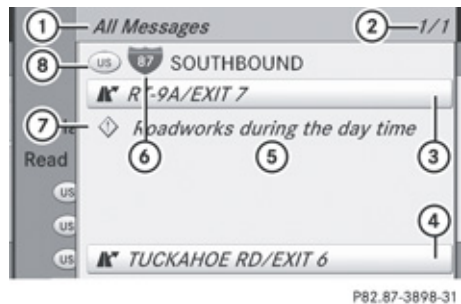 1 All Messages 2 1/1
8 US 87 SOUTHBOUND
RT-9A/EXIT 7
7 Roadworks during the day time
Read 6 5 3
US
US 4
US TUCKAHOE RD/EXIT 6
P82.87-3898-31